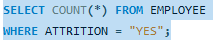 SELECT COUNT(*) FROM EMPLOYEE
WHERE ATTRITION = "YES";